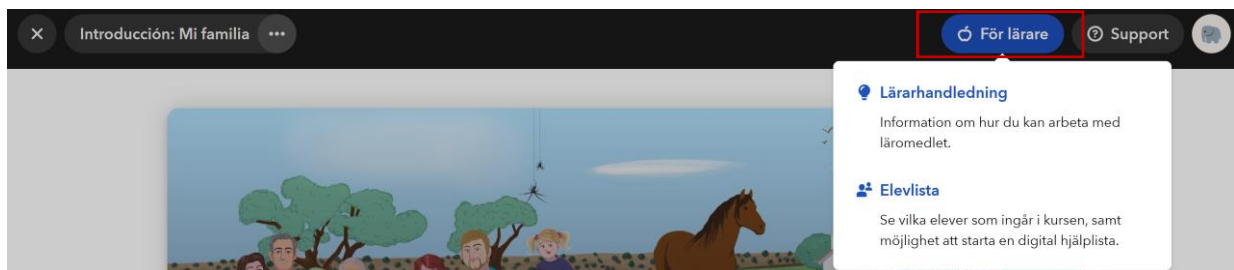 Introducción: Mi familia ...
För lärare
Support
Lärarhandledning
Information om hur du kan arbeta med
läromedlet.
Elevlista
Se vilka elever som ingår i kursen, samt
möjlighet att starta en digital hjälplista.